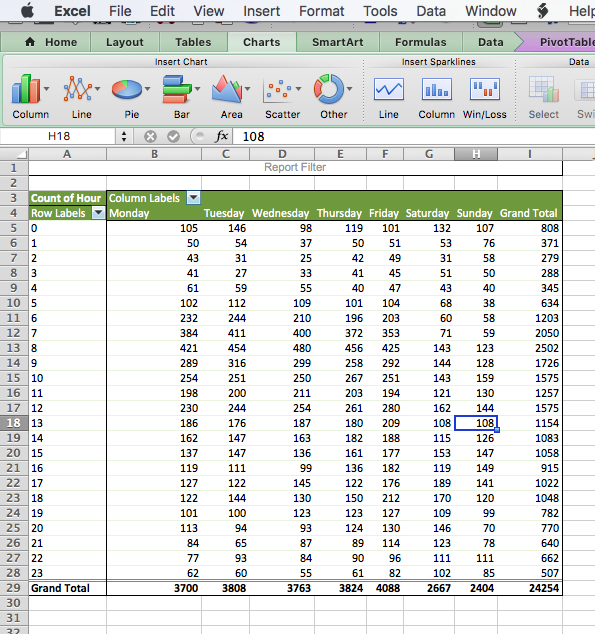 Excel File Edit View Insert Format Tools Data Window Help
Home Layout Tables Charts SmartArt Formulas Data PivotTable
Insert Chart Insert Sparklines Data
Column Line Pie Bar Area Scatter Other Line Column Win/Loss Select
H18 fx 108
A B C D E F G H I
1 Report Filter
2
3 Count of Hour Column Labels
4 Row Labels Monday Tuesday Wednesday Thursday Friday Saturday Sunday Grand Total
5 0 105 146 98 119 101 132 107 808
6 1 50 54 37 50 51 53 76 371
7 2 43 31 25 42 49 31 58 279
8 3 41 27 33 41 45 51 50 288
9 4 61 59 55 40 47 43 40 345
10 5 102 112 109 101 104 68 38 634
11 6 232 244 210 196 203 60 58 1203
12 7 384 411 400 372 353 71 59 2050
13 8 421 454 480 456 425 143 123 2502
14 9 289 316 299 258 292 144 128 1726
15 10 254 251 250 267 251 143 159 1575
16 11 198 200 211 203 194 121 130 1257
17 12 230 244 254 261 280 162 144 1575
18 13 186 176 187 180 209 108 108 1154
19 14 162 147 163 182 188 115 126 1083
20 15 137 147 136 161 177 153 147 1058
21 16 119 111 99 136 182 119 149 915
22 17 127 122 145 122 176 189 141 1022
23 18 122 144 130 150 212 170 120 1048
24 19 101 100 123 123 127 109 99 782
25 20 113 94 93 124 130 146 70 770
26 21 84 65 87 89 114 123 78 640
27 22 77 93 84 90 96 111 111 662
28 23 62 60 55 61 82 102 85 507
29 Grand Total 3700 3808 3763 3824 4088 2667 2404 24254
30
31
32